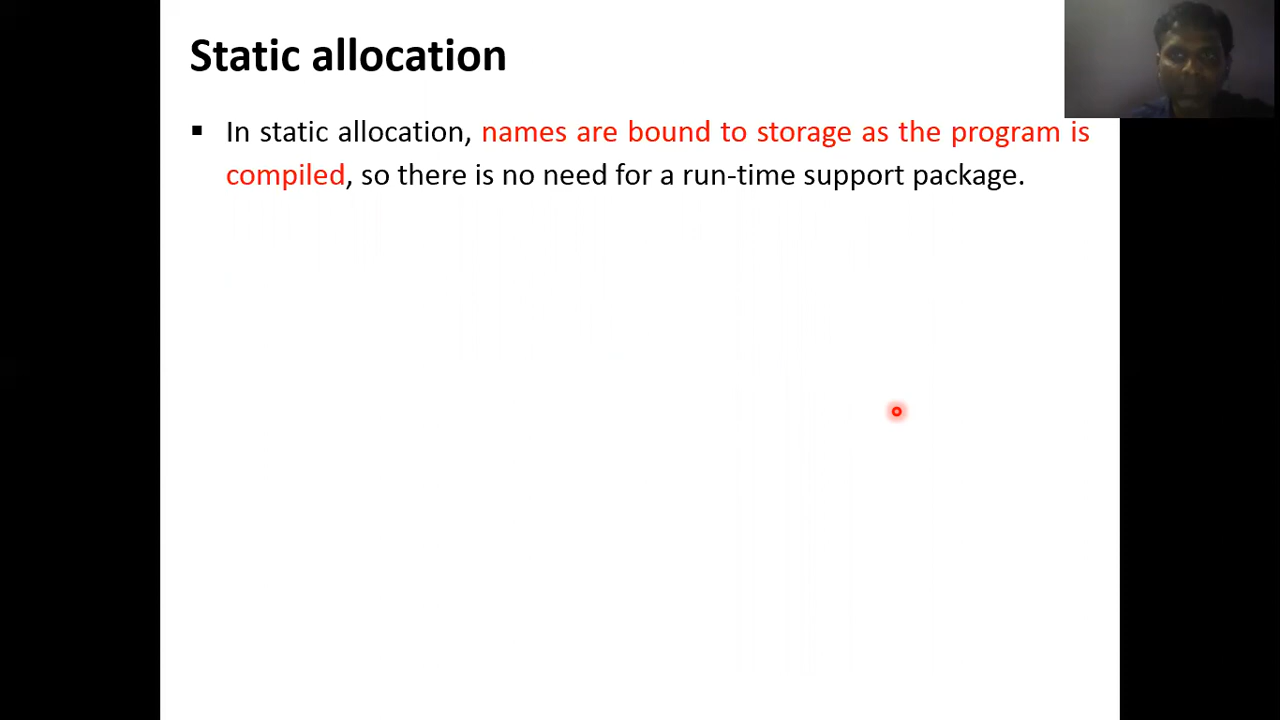 Static allocation
▪ In static allocation, names are bound to storage as the program is
compiled, so there is no need for a run-time support package.